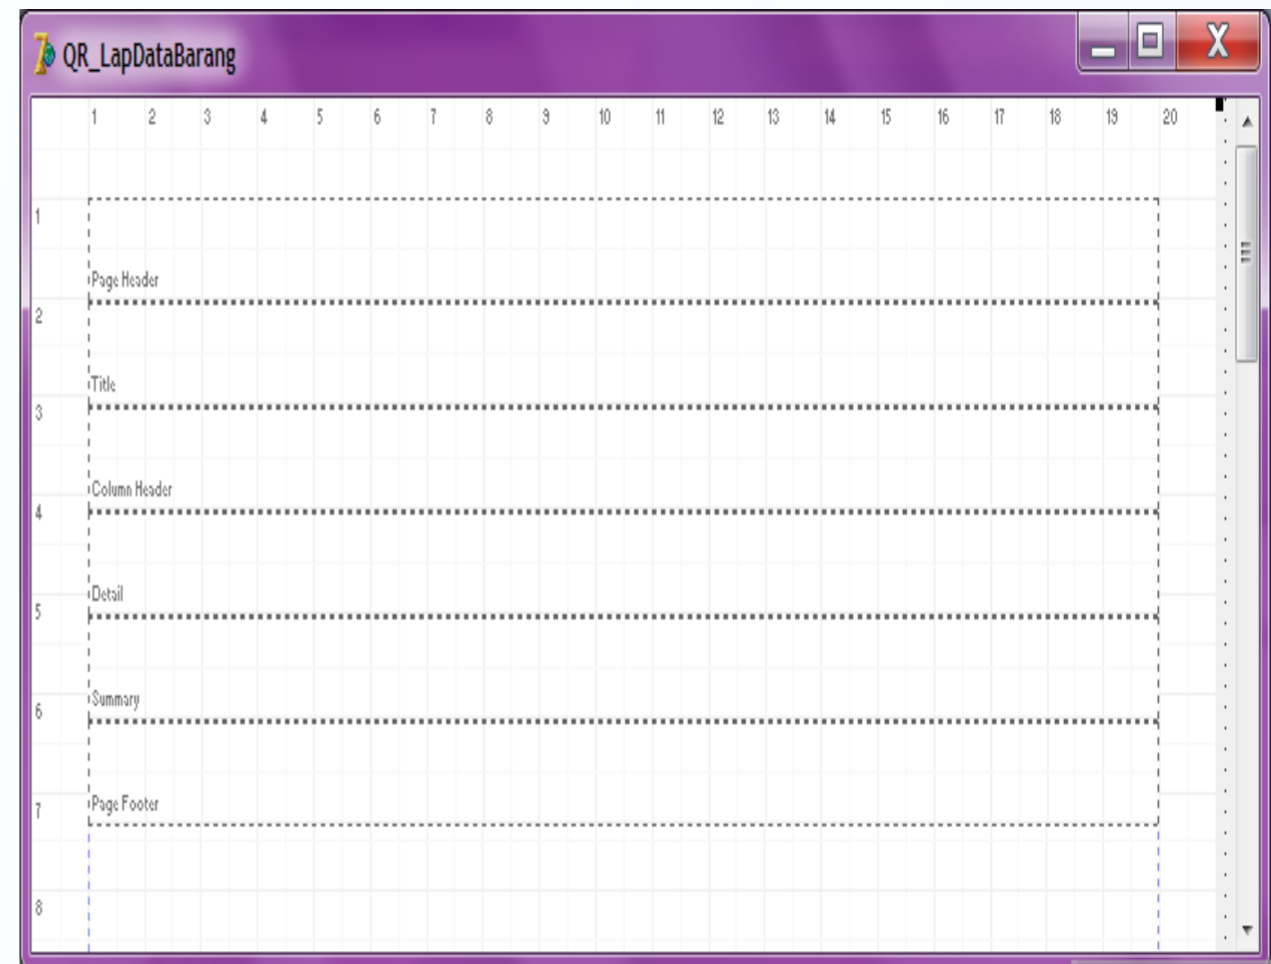 QR_LapDataBarang
1 2 3 4 5 6 7 8 9 10 11 12 13 14 15 16 17 18 19 20
1
Page Header
2
Title
3
Column Header
4
Detail
5
Summary
6
Page Footer
7
8